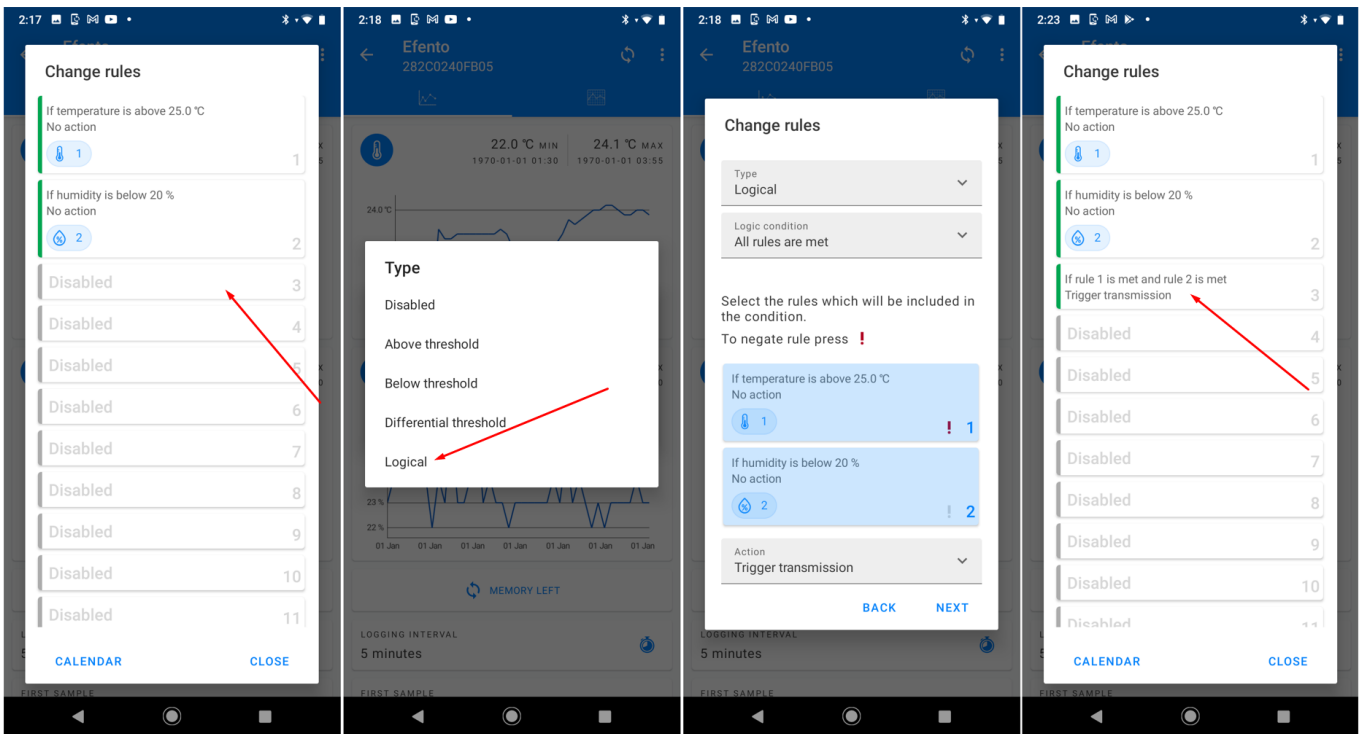 2:17
Efento
Change rules
If temperature is above 25.0 ℃
No action
1
1
If humidity is below 20 %
No action
2
2
Disabled
3
Disabled
4
Disabled
5
Disabled
6
Disabled
7
Disabled
8
Disabled
9
Disabled
10
Disabled
11
CALENDAR
CLOSE
FIRST SAMPLE
2:18
Efento
282C0240FB05
22.0 ℃ MIN
24.1 ℃ MAX
1970-01-01 01:30
1970-01-01 03:55
24.0 ℃
Type
Disabled
Above threshold
Below threshold
Differential threshold
Logical
23 %
22 %
01 Jan 01 Jan 01 Jan 01 Jan 01 Jan 01 Jan 01 Jan
MEMORY LEFT
LOGGING INTERVAL
5 minutes
FIRST SAMPLE
2:18
Efento
282C0240FB05
Change rules
Type
Logical
Logic condition
All rules are met
Select the rules which will be included in
the condition.
To negate rule press !
If temperature is above 25.0 ℃
No action
1
! 1
If humidity is below 20 %
No action
2
! 2
Action
Trigger transmission
BACK
NEXT
LOGGING INTERVAL
5 minutes
FIRST SAMPLE
2:23
Change rules
If temperature is above 25.0 ℃
No action
1
1
If humidity is below 20 %
No action
2
2
If rule 1 is met and rule 2 is met
Trigger transmission
3
Disabled
4
Disabled
5
Disabled
6
Disabled
7
Disabled
8
Disabled
9
Disabled
10
Disabled
11
CALENDAR
CLOSE
FIRST SAMPLE